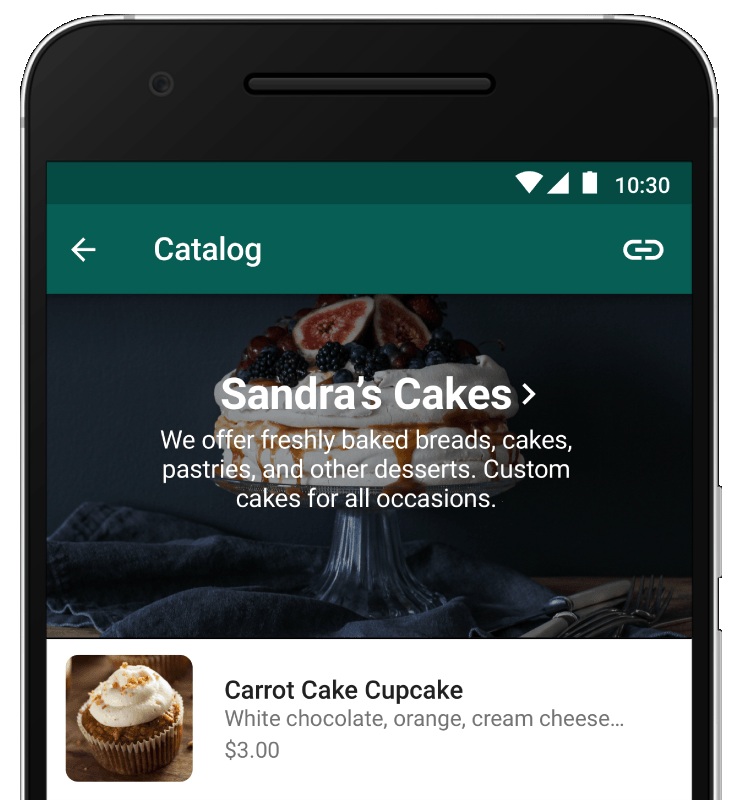 10:30
Catalog
Sandra’s Cakes
We offer freshly baked breads, cakes,
pastries, and other desserts. Custom
cakes for all occasions.
Carrot Cake Cupcake
White chocolate, orange, cream cheese…
$3.00